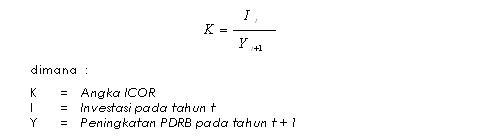 K = I t / Y t+1
dimana :
K = Angka ICOR
I = Investasi pada tahun t
Y = Peningkatan PDRB pada tahun t + 1